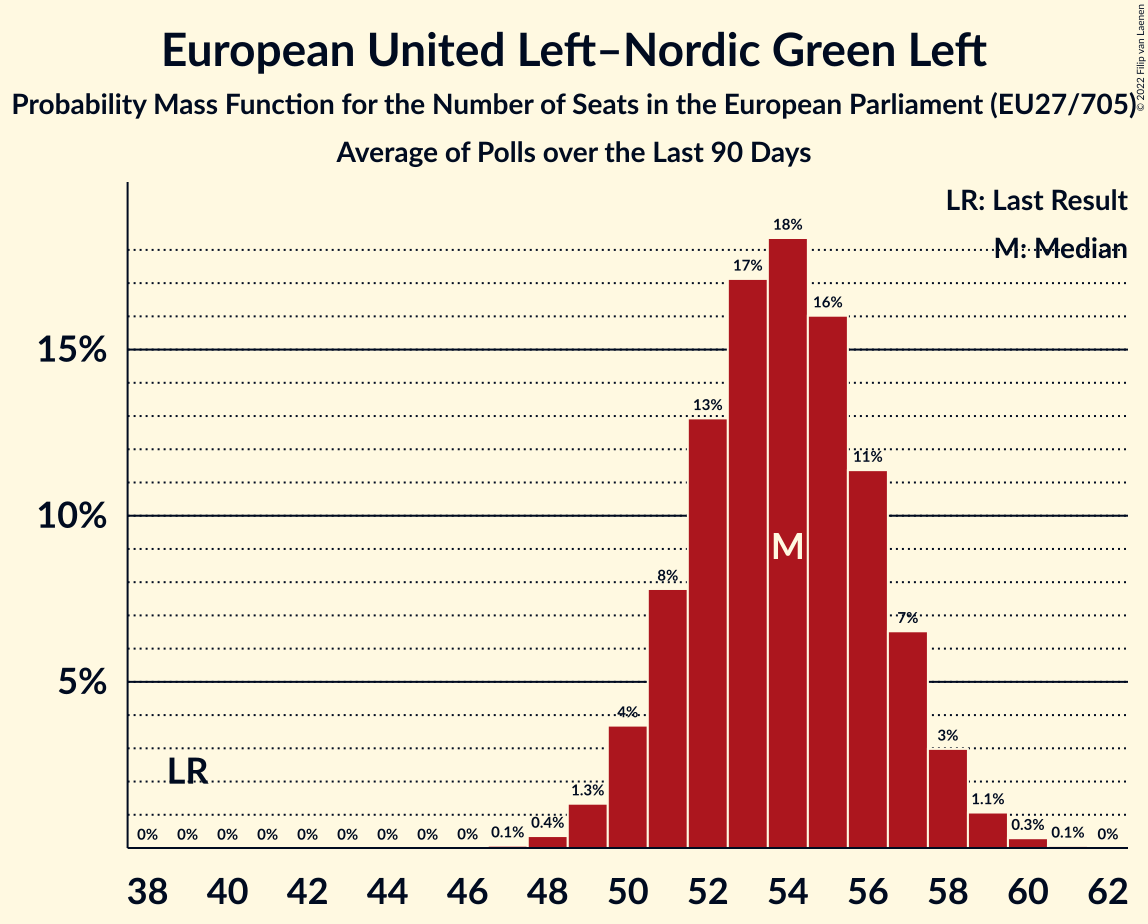 European United Left–Nordic Green Left
Probability Mass Function for the Number of Seats in the European Parliament (EU27/705)
Average of Polls over the Last 90 Days
© 2022 Filip van Laenen
LR: Last Result
M: Median
15%
10%
5%
LR
M
0% 0% 0% 0% 0% 0% 0% 0% 0% 0.1% 0.4% 1.3% 4% 8% 13% 17% 18% 16% 11% 7% 3% 1.1% 0.3% 0.1% 0%
38 40 42 44 46 48 50 52 54 56 58 60 62